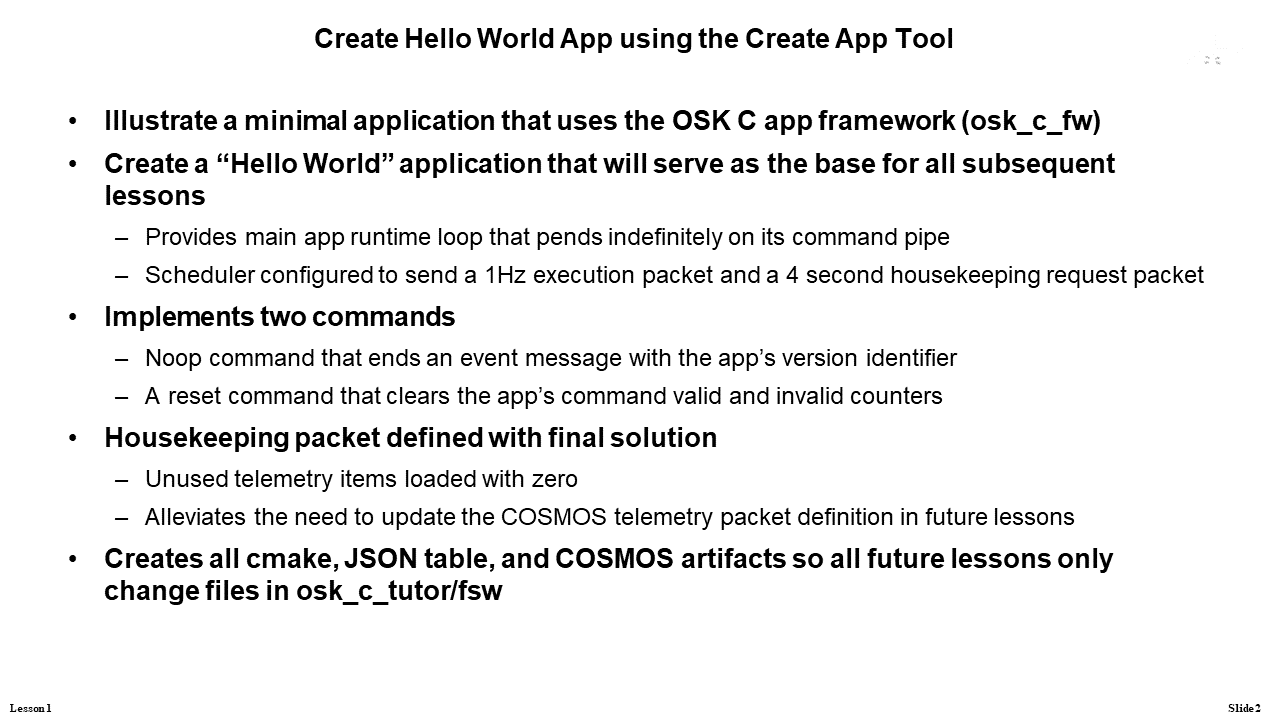 Create Hello World App using the Create App Tool
• Illustrate a minimal application that uses the OSK C app framework (osk_c_fw)
• Create a “Hello World” application that will serve as the base for all subsequent
lessons
– Provides main app runtime loop that pends indefinitely on its command pipe
– Scheduler configured to send a 1Hz execution packet and a 4 second housekeeping request packet
• Implements two commands
– Noop command that ends an event message with the app’s version identifier
– A reset command that clears the app’s command valid and invalid counters
• Housekeeping packet defined with final solution
– Unused telemetry items loaded with zero
– Alleviates the need to update the COSMOS telemetry packet definition in future lessons
• Creates all cmake, JSON table, and COSMOS artifacts so all future lessons only
change files in osk_c_tutor/fsw
Lesson 1
Slide 2